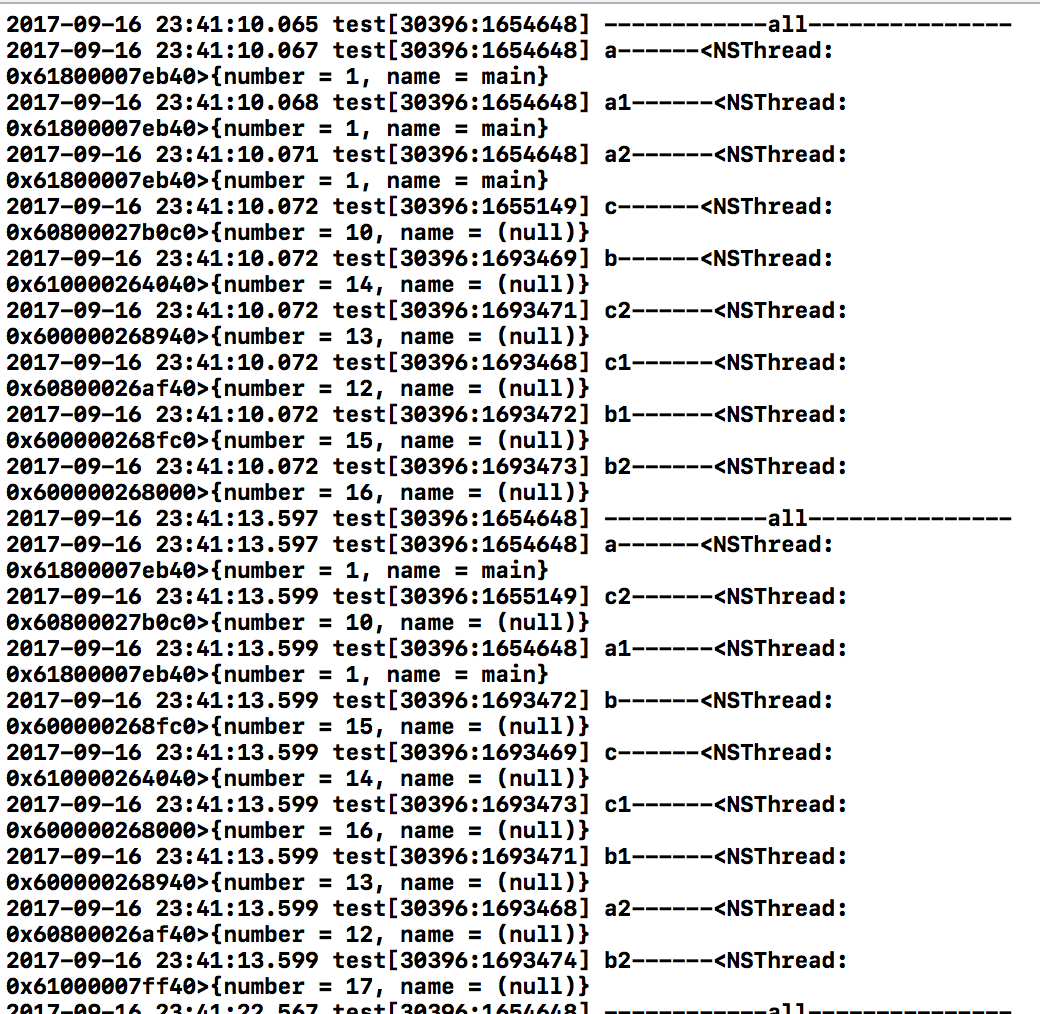 2017-09-16 23:41:10.065 test[30396:1654648] ------------all---------------
2017-09-16 23:41:10.067 test[30396:1654648] a------<NSThread:
0x61800007eb40>{number = 1, name = main}
2017-09-16 23:41:10.068 test[30396:1654648] a1------<NSThread:
0x61800007eb40>{number = 1, name = main}
2017-09-16 23:41:10.071 test[30396:1654648] a2------<NSThread:
0x61800007eb40>{number = 1, name = main}
2017-09-16 23:41:10.072 test[30396:1655149] c------<NSThread:
0x60800027b0c0>{number = 10, name = (null)}
2017-09-16 23:41:10.072 test[30396:1693469] b------<NSThread:
0x610000264040>{number = 14, name = (null)}
2017-09-16 23:41:10.072 test[30396:1693471] c2------<NSThread:
0x600000268940>{number = 13, name = (null)}
2017-09-16 23:41:10.072 test[30396:1693468] c1------<NSThread:
0x60800026af40>{number = 12, name = (null)}
2017-09-16 23:41:10.072 test[30396:1693472] b1------<NSThread:
0x600000268fc0>{number = 15, name = (null)}
2017-09-16 23:41:10.072 test[30396:1693473] b2------<NSThread:
0x600000268000>{number = 16, name = (null)}
2017-09-16 23:41:13.597 test[30396:1654648] ------------all---------------
2017-09-16 23:41:13.597 test[30396:1654648] a------<NSThread:
0x61800007eb40>{number = 1, name = main}
2017-09-16 23:41:13.599 test[30396:1655149] c2------<NSThread:
0x60800027b0c0>{number = 10, name = (null)}
2017-09-16 23:41:13.599 test[30396:1654648] a1------<NSThread:
0x61800007eb40>{number = 1, name = main}
2017-09-16 23:41:13.599 test[30396:1693472] b------<NSThread:
0x600000268fc0>{number = 15, name = (null)}
2017-09-16 23:41:13.599 test[30396:1693469] c------<NSThread:
0x610000264040>{number = 14, name = (null)}
2017-09-16 23:41:13.599 test[30396:1693473] c1------<NSThread:
0x600000268000>{number = 16, name = (null)}
2017-09-16 23:41:13.599 test[30396:1693471] b1------<NSThread:
0x600000268940>{number = 13, name = (null)}
2017-09-16 23:41:13.599 test[30396:1693468] a2------<NSThread:
0x60800026af40>{number = 12, name = (null)}
2017-09-16 23:41:13.599 test[30396:1693474] b2------<NSThread:
0x61000007ff40>{number = 17, name = (null)}
2017-09-16 23:41:22.567 test[30396:1654648] ------------all---------------